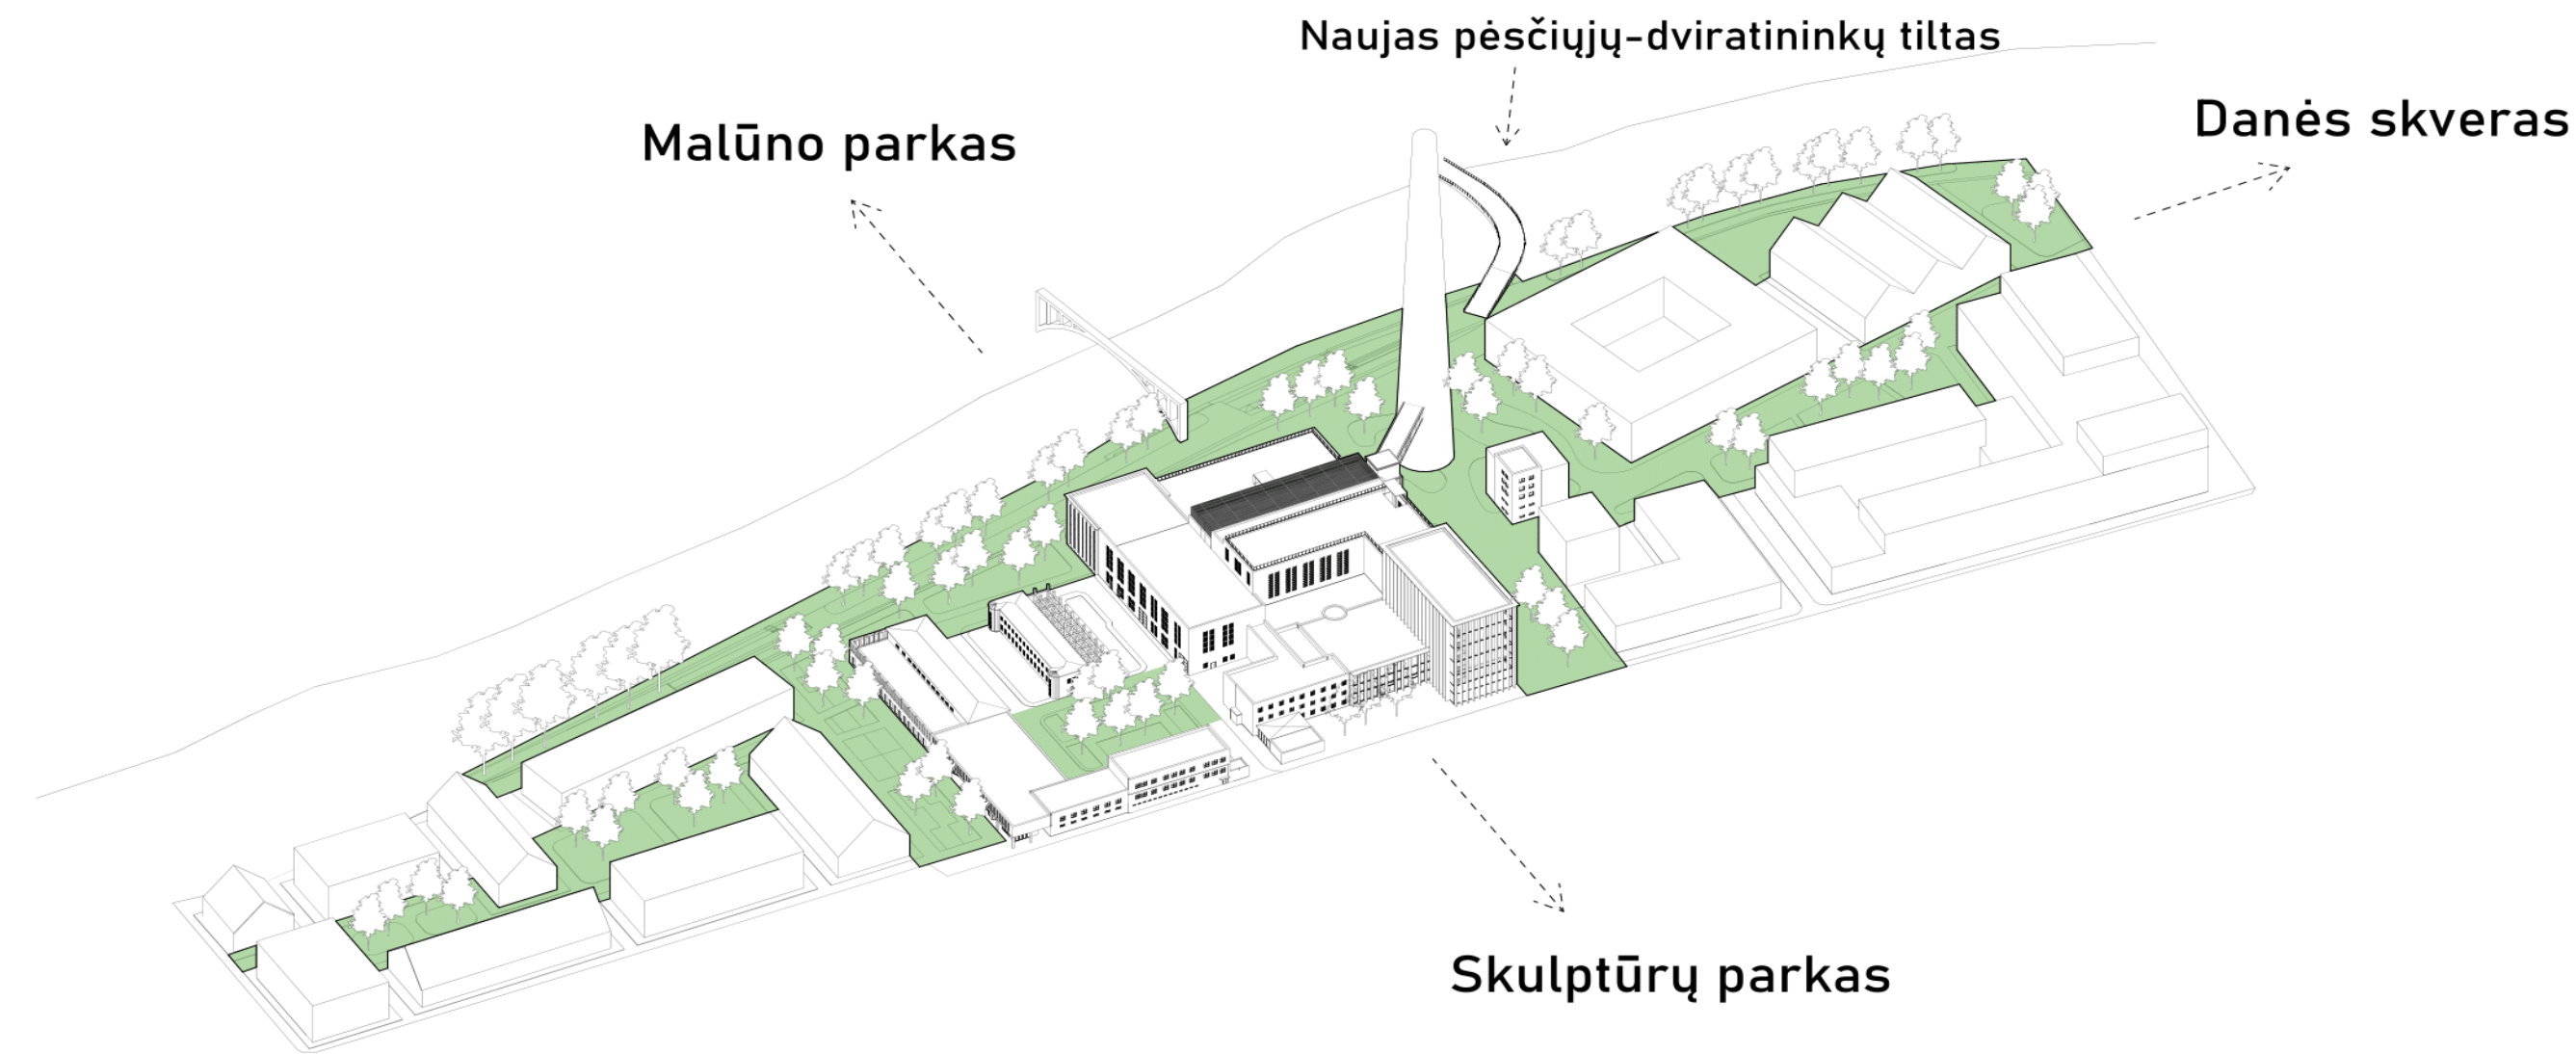 Naujas pėsčiųjų-dviratininkų tiltas
Danės skveras
Malūno parkas
Skulptūrų parkas